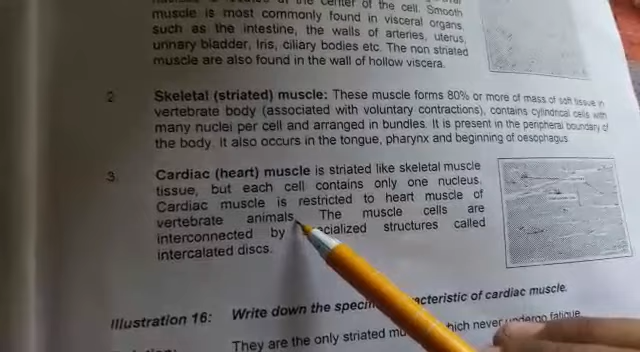 the center of the cell. Smooth
muscle is most commonly found in visceral organs
such as the intestine, the walls of arteries, uterus,
urinary bladder, Iris, ciliary bodies etc. The non striated
muscle are also found in the wall of hollow viscera.
2. Skeletal (striated) muscle: These muscle forms 80% or more of mass of soft tissue in
vertebrate body (associated with voluntary contractions), contains cylindrical cells with
many nuclei per cell and arranged in bundles. It is present in the peripheral boundary of
the body. It also occurs in the tongue, pharynx and beginning of oesophagus.
3. Cardiac (heart) muscle is striated like skeletal muscle
tissue, but each cell contains only one nucleus.
Cardiac muscle is restricted to heart muscle of
vertebrate animals. The muscle cells are
interconnected by structures called
intercalated discs.
Illustration 16: Write down the of cardiac muscle.
They are the only striated which never undergo fatigue